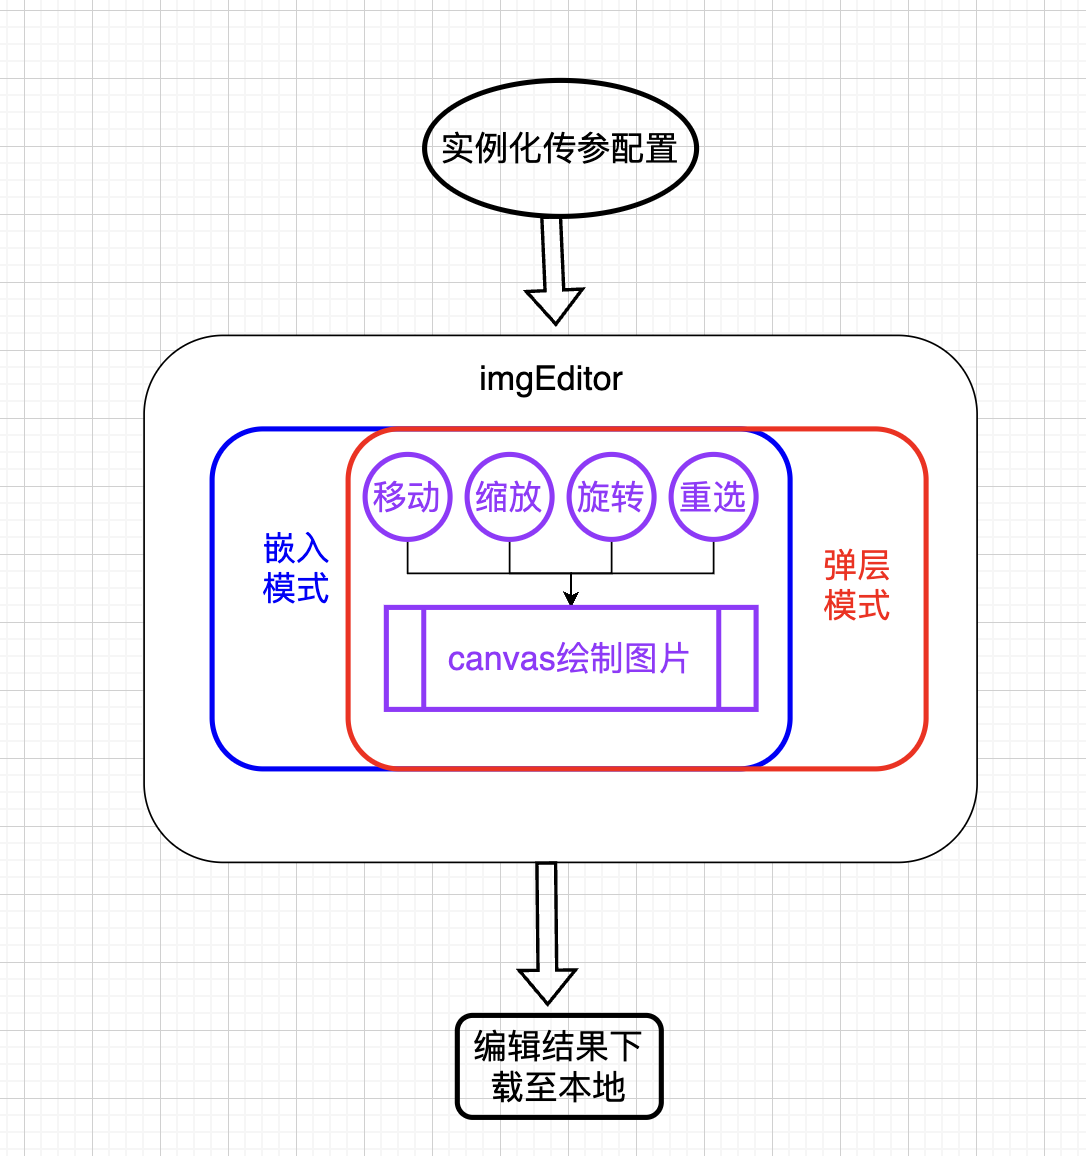 实例化传参配置
imgEditor
移动
缩放
旋转
重选
嵌入
模式
弹层
模式
canvas绘制图片
编辑结果下
载至本地